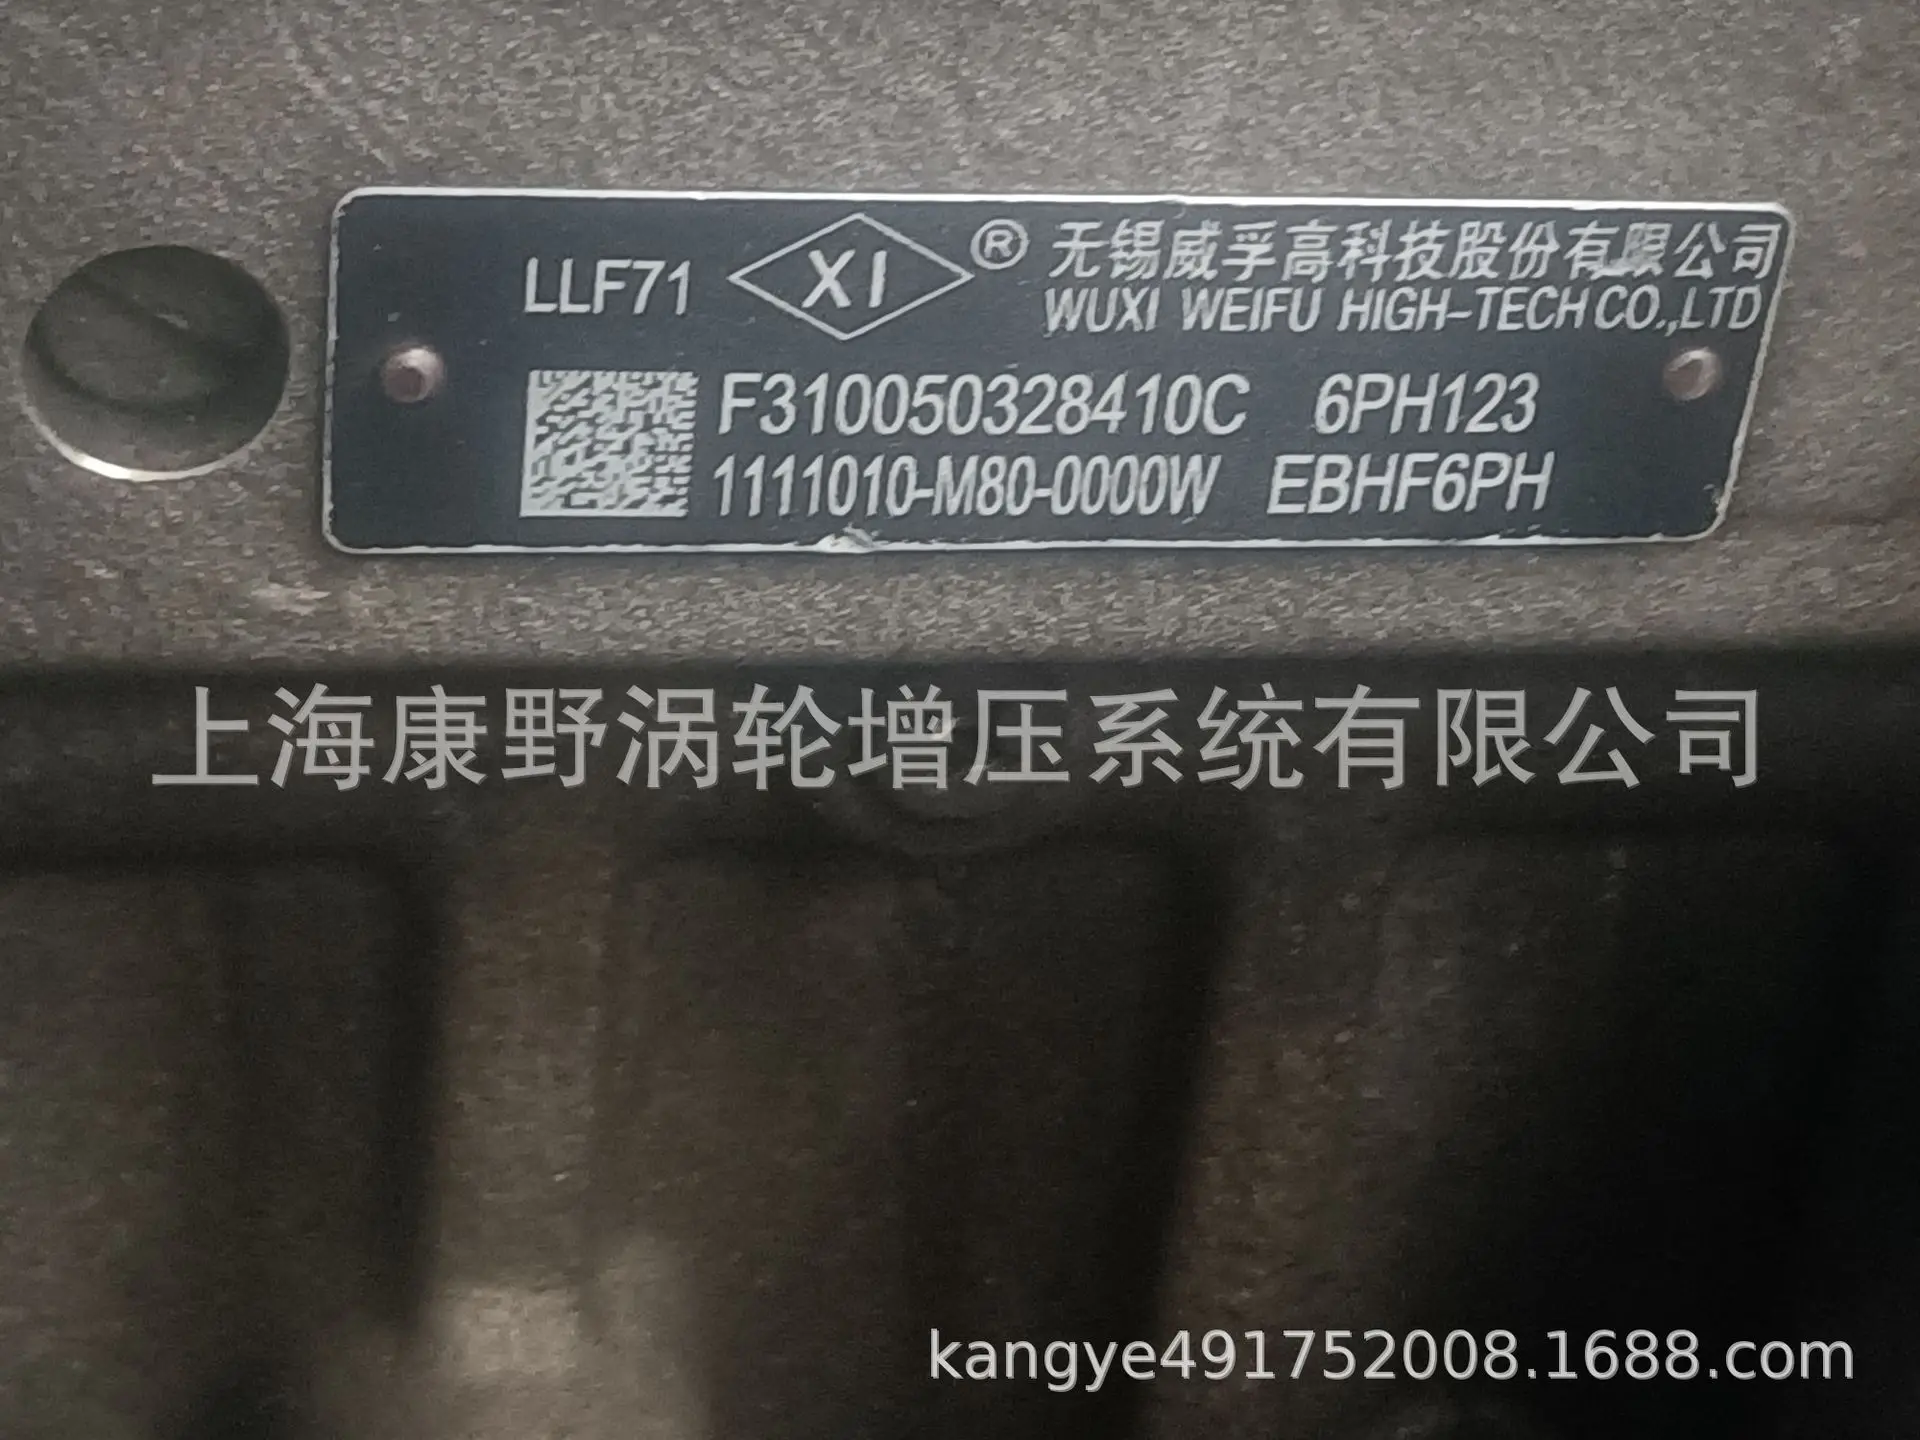 LLF71 XI ® 无锡威孚高科技股份有限公司
WUXI WEIFU HIGH-TECH CO.,LTD
F310050328410C 6PH123
1111010-M80-0000W EBHF6PH
上海康野涡轮增压系统有限公司
kangye491752008.1688.com